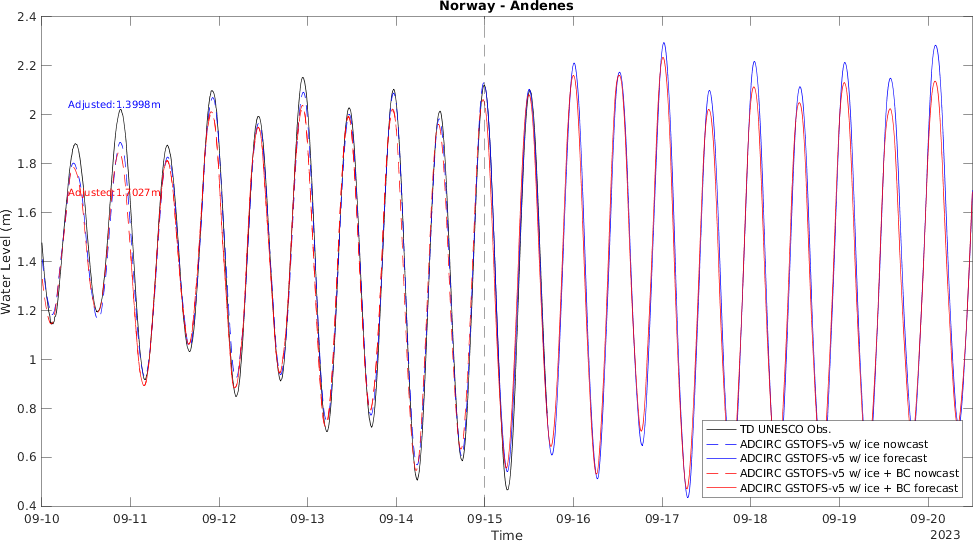 Norway - Andenes
2.4
2.2
2
1.8
1.6
1.4
1.2
1
0.8
0.6
0.4
Water Level (m)
Adjusted:1.3998m
Adjusted:1.7027m
TD UNESCO Obs.
ADCIRC GSTOFS-v5 w/ ice nowcast
ADCIRC GSTOFS-v5 w/ ice forecast
ADCIRC GSTOFS-v5 w/ ice + BC nowcast
ADCIRC GSTOFS-v5 w/ ice + BC forecast
09-10 09-11 09-12 09-13 09-14 09-15 09-16 09-17 09-18 09-19 09-20
Time
2023